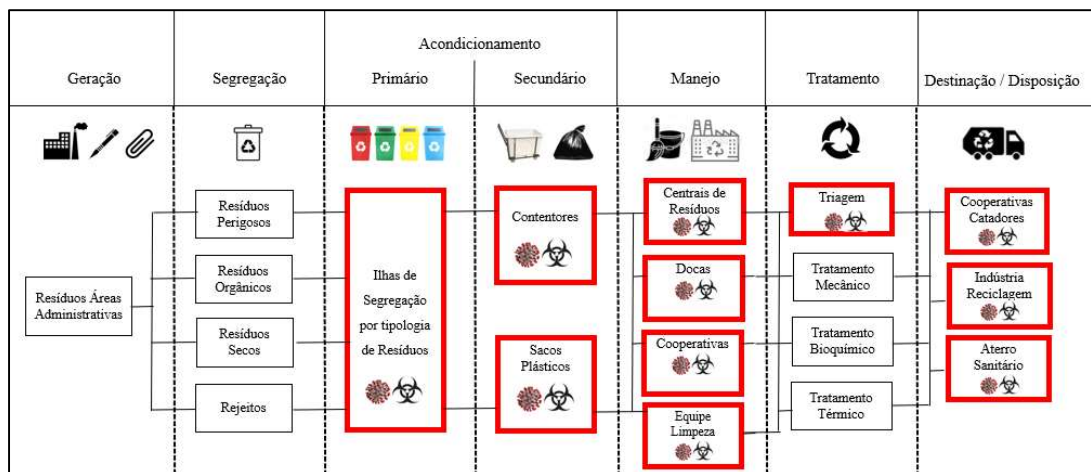 Acondicionamento
Geração
Segregação
Primário
Secundário
Manejo
Tratamento
Destinação / Disposição
Resíduos Áreas
Administrativas
Resíduos
Perigosos
Resíduos
Orgânicos
Resíduos
Secos
Rejeitos
Ilhas de
Segregação
por tipologia
de Resíduos
Contentores
Sacos
Plásticos
Centrais de
Resíduos
Docas
Cooperativas
Equipe
Limpeza
Triagem
Tratamento
Mecânico
Tratamento
Bioquímico
Tratamento
Térmico
Cooperativas
Catadores
Indústria
Reciclagem
Aterro
Sanitário